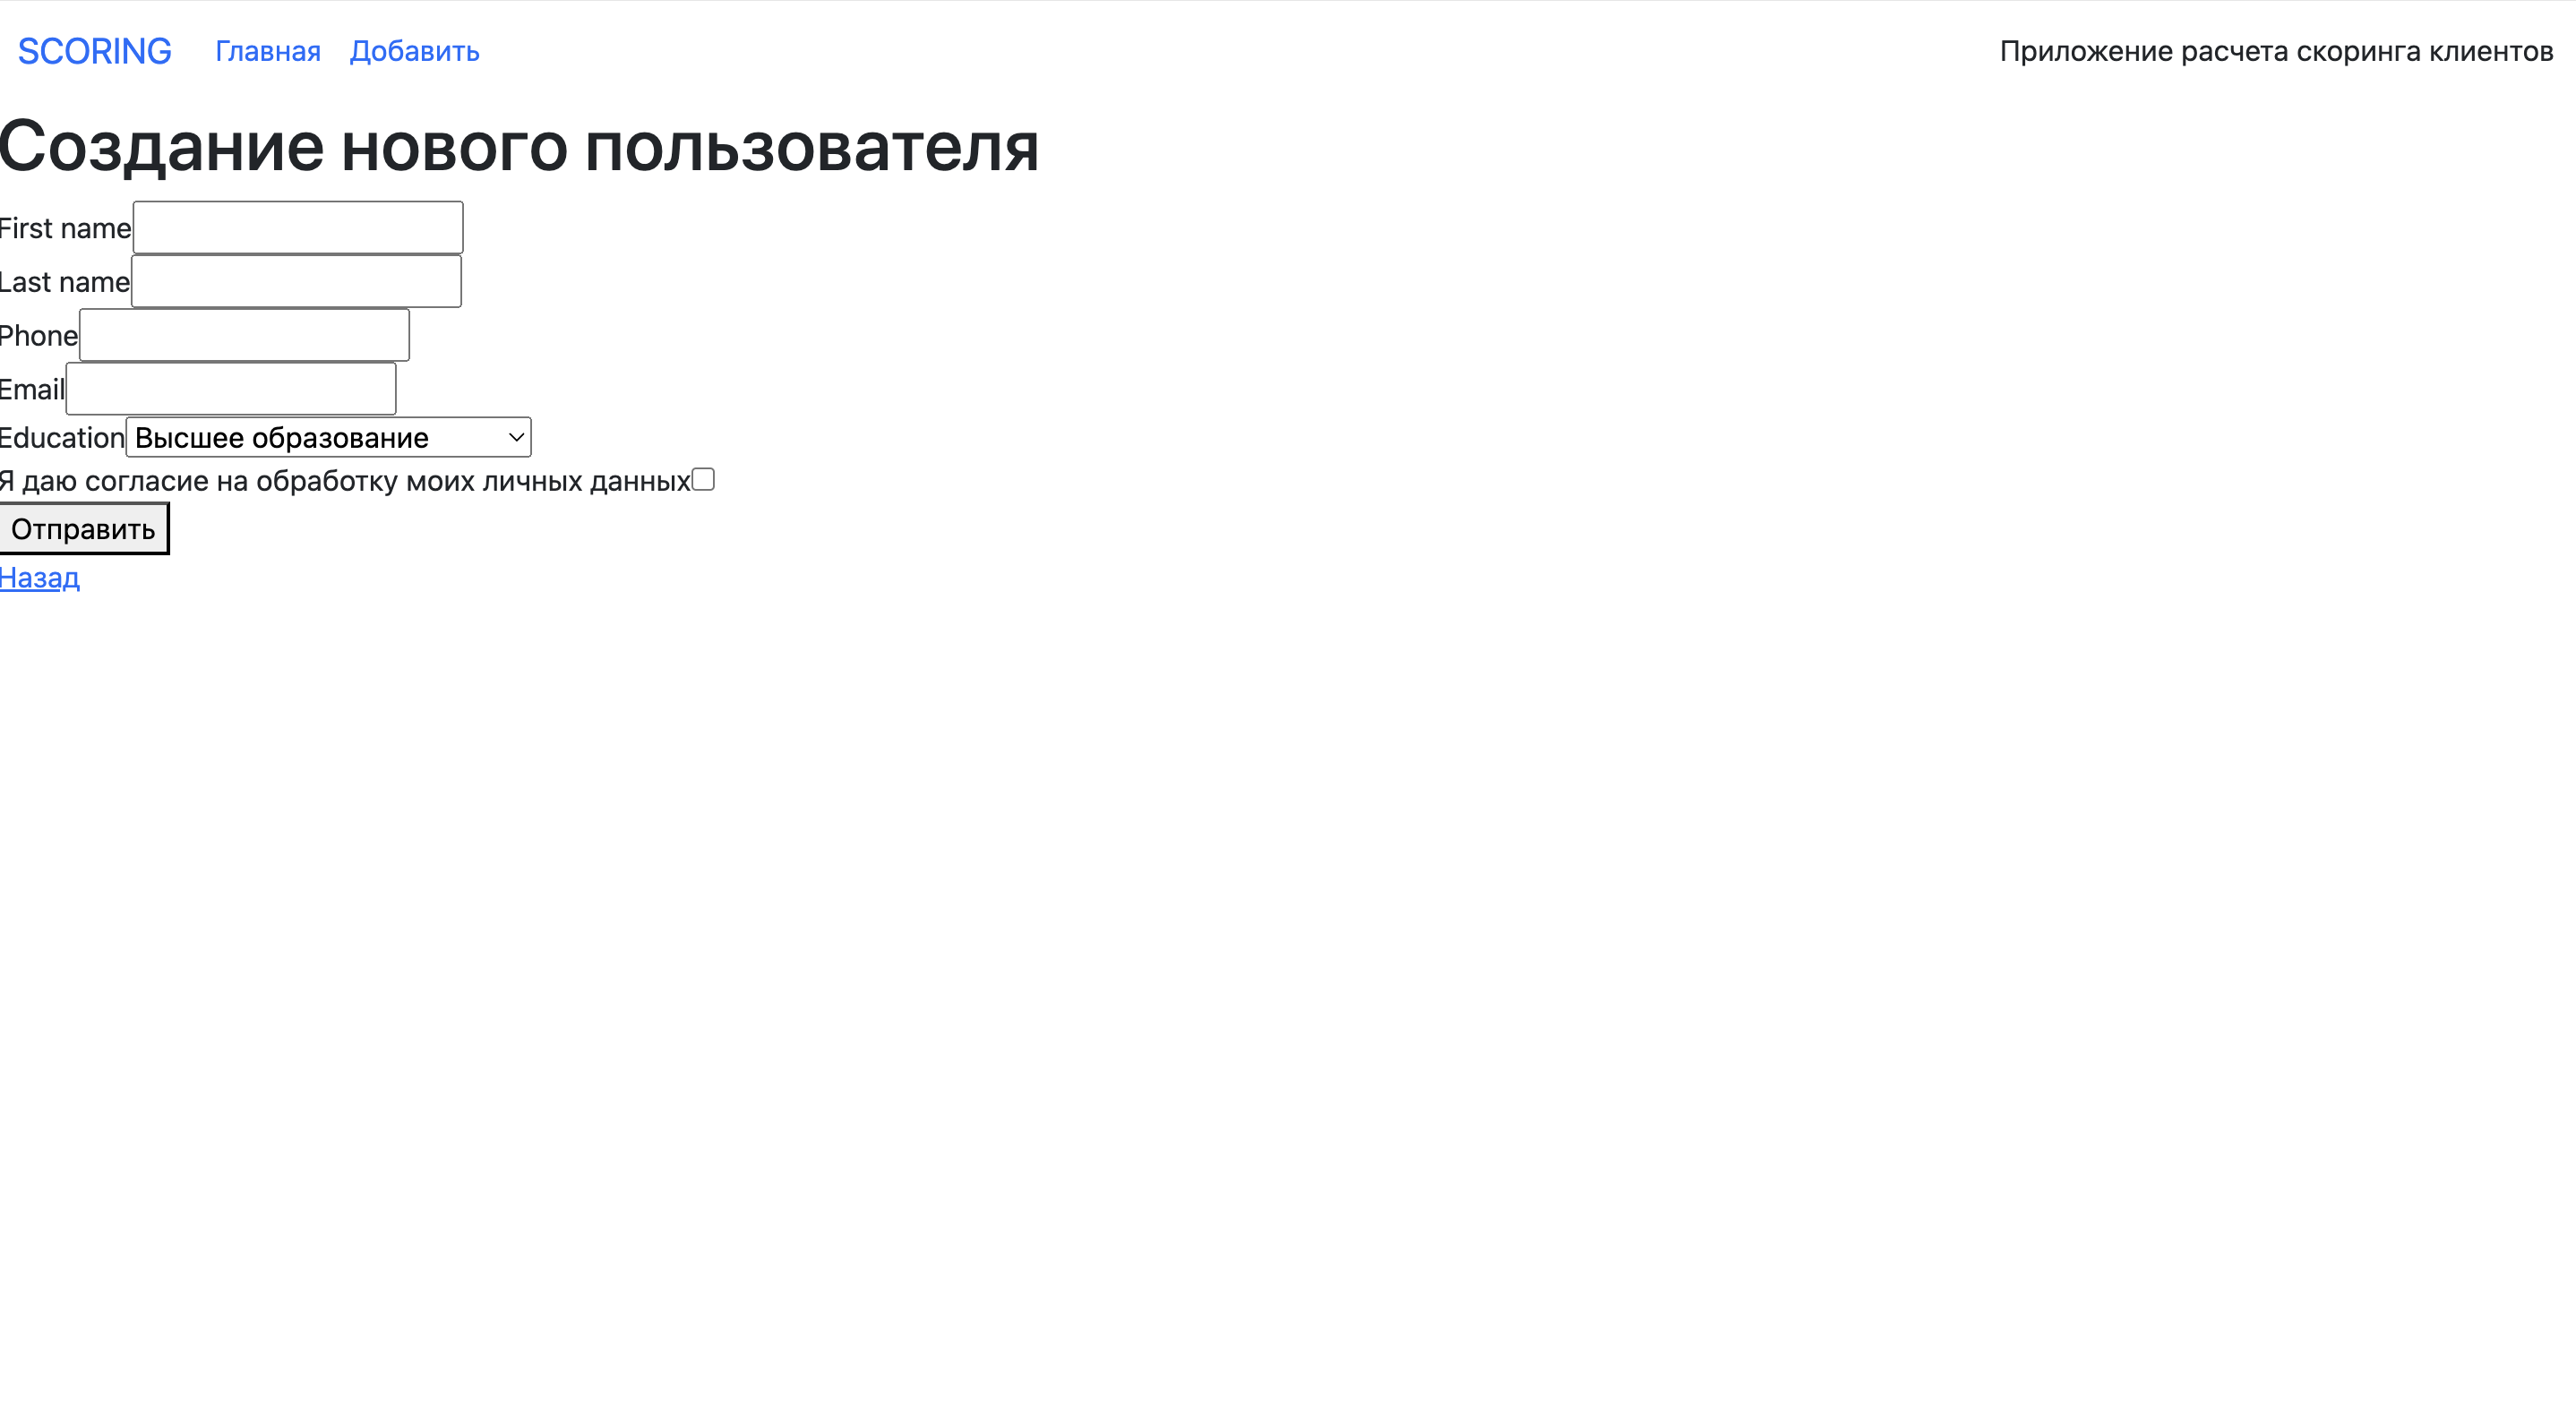 SCORING Главная Добавить Приложение расчета скоринга клиентов
Создание нового пользователя
First name
Last name
Phone
Email
Education Высшее образование
Я даю согласие на обработку моих личных данных
Отправить
Назад